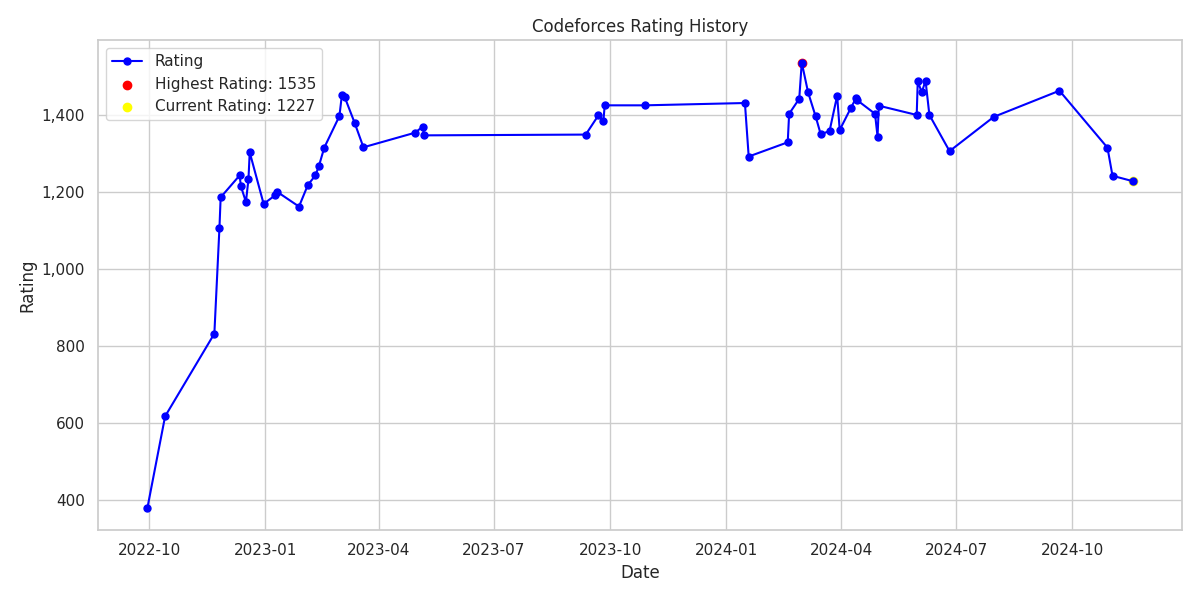 Codeforces Rating History
Rating
Highest Rating: 1535
Current Rating: 1227
Rating
1,400
1,200
1,000
800
600
400
2022-10 2023-01 2023-04 2023-07 2023-10 2024-01 2024-04 2024-07 2024-10
Date